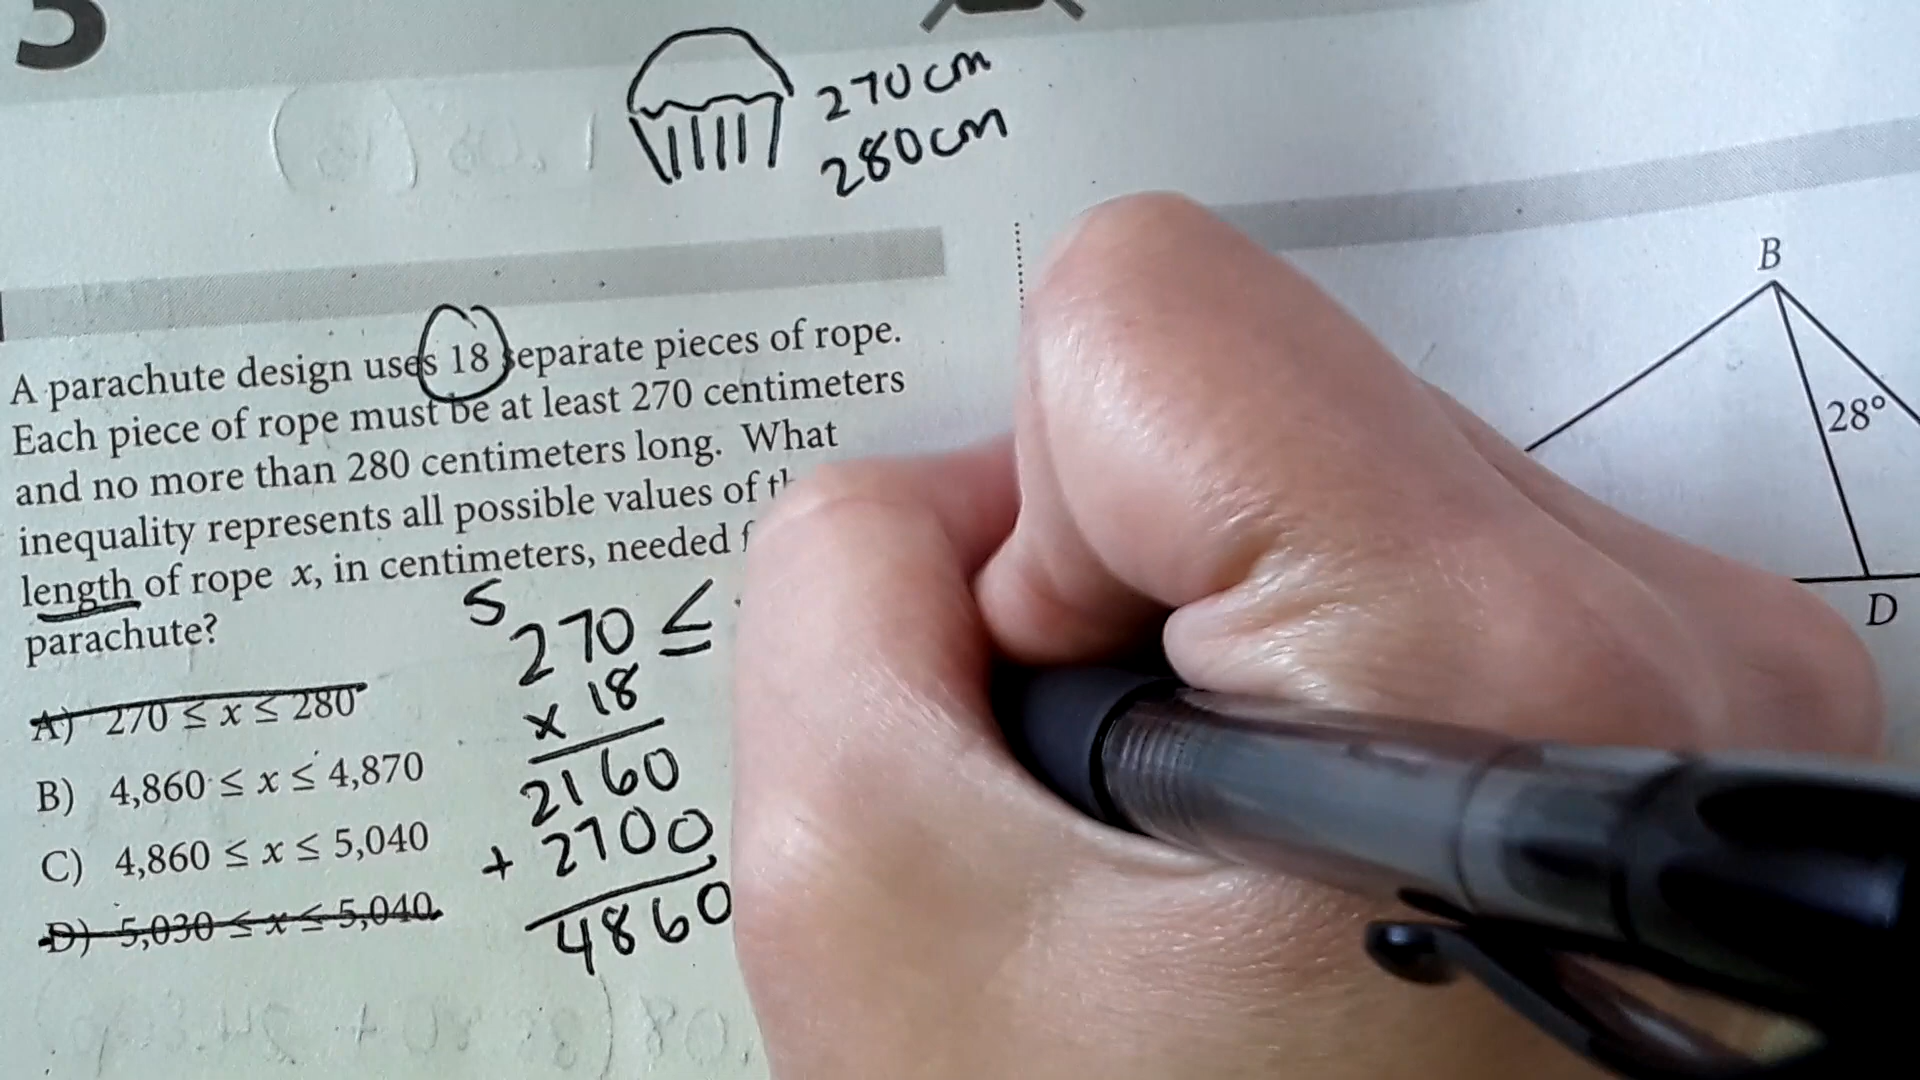 5
270 cm
280 cm
A parachute design uses 18 separate pieces of rope.
Each piece of rope must be at least 270 centimeters
and no more than 280 centimeters long. What
inequality represents all possible values of
length of rope x, in centimeters, needed
parachute?
A) 270 ≤ x ≤ 280
B) 4,860 ≤ x ≤ 4,870
C) 4,860 ≤ x ≤ 5,040
D) 5,030 ≤ x ≤ 5,040
5
270 ≤
x 18
2160
+ 2700
4860
B
28°
D